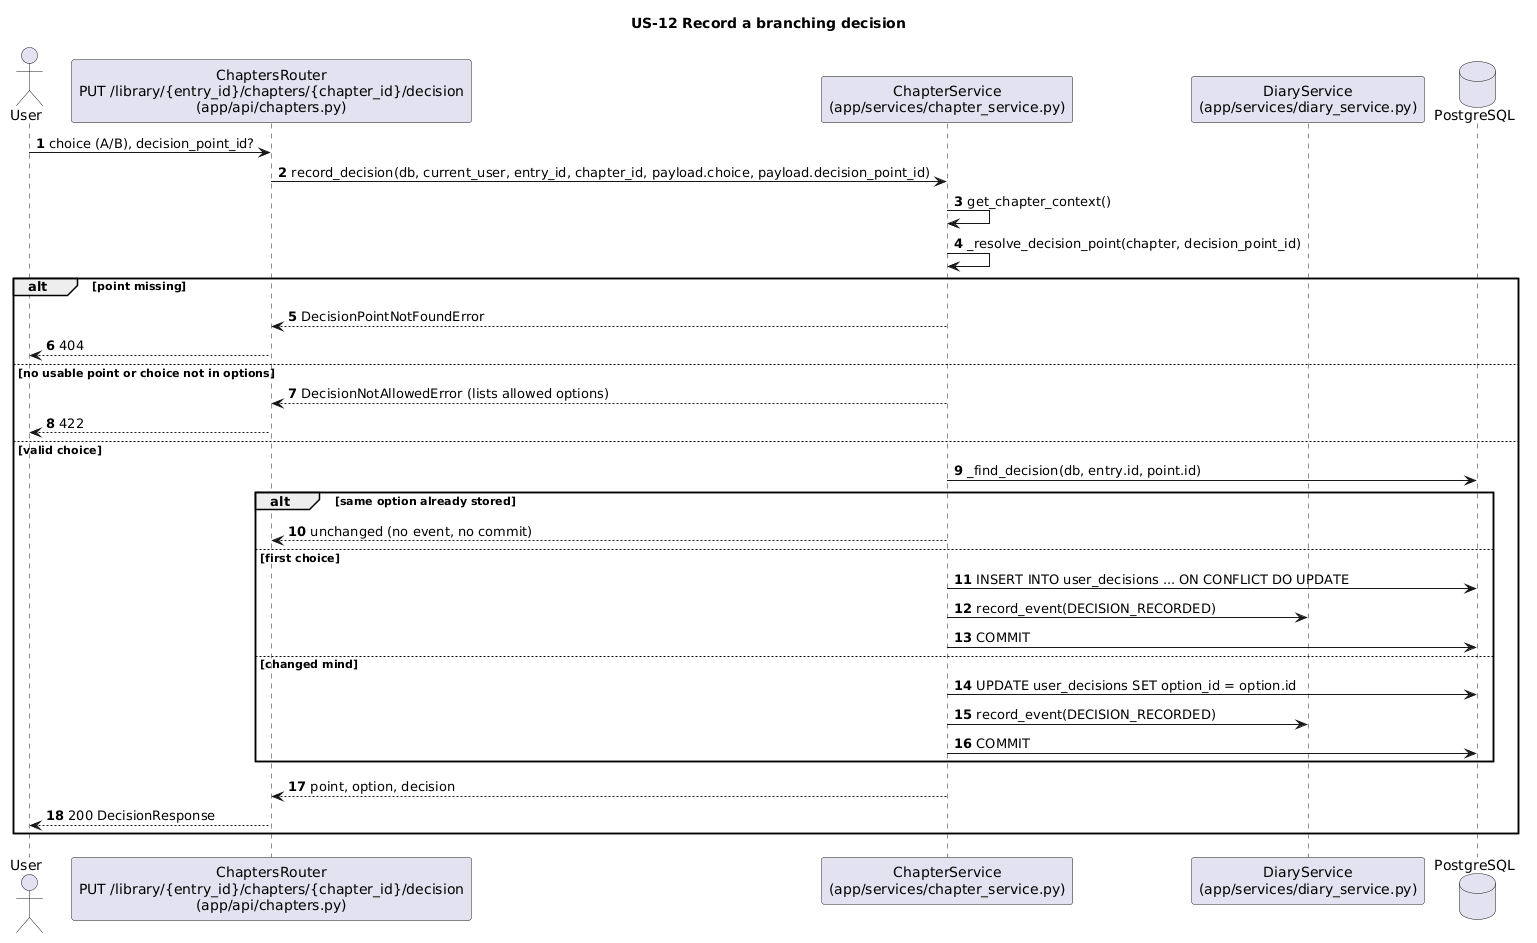 US-12 Record a branching decision
User
ChaptersRouter
PUT /library/{entry_id}/chapters/{chapter_id}/decision
(app/api/chapters.py)
ChapterService
(app/services/chapter_service.py)
DiaryService
(app/services/diary_service.py)
PostgreSQL
1 choice (A/B), decision_point_id?
2 record_decision(db, current_user, entry_id, chapter_id, payload.choice, payload.decision_point_id)
3 get_chapter_context()
4 _resolve_decision_point(chapter, decision_point_id)
alt [point missing]
5 DecisionPointNotFoundError
6 404
[no usable point or choice not in options]
7 DecisionNotAllowedError (lists allowed options)
8 422
[valid choice]
9 _find_decision(db, entry.id, point.id)
alt [same option already stored]
10 unchanged (no event, no commit)
[first choice]
11 INSERT INTO user_decisions ... ON CONFLICT DO UPDATE
12 record_event(DECISION_RECORDED)
13 COMMIT
[changed mind]
14 UPDATE user_decisions SET option_id = option.id
15 record_event(DECISION_RECORDED)
16 COMMIT
17 point, option, decision
18 200 DecisionResponse
User
ChaptersRouter
PUT /library/{entry_id}/chapters/{chapter_id}/decision
(app/api/chapters.py)
ChapterService
(app/services/chapter_service.py)
DiaryService
(app/services/diary_service.py)
PostgreSQL